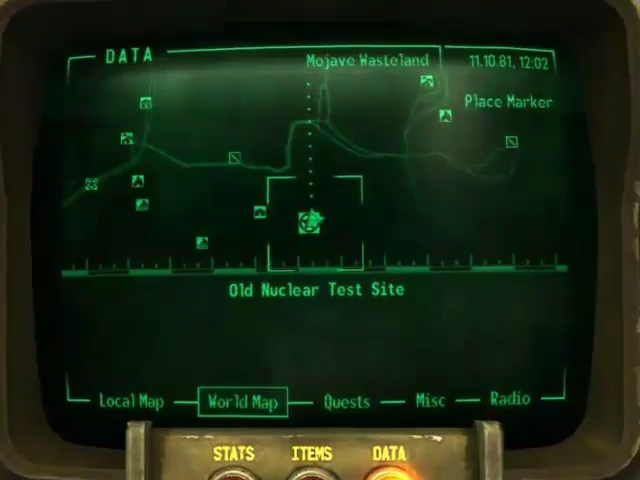 DATA
Mojave Wasteland
11.10.81, 12:02
Place Marker
Old Nuclear Test Site
Local Map
World Map
Quests
Misc
Radio
STATS
ITEMS
DATA